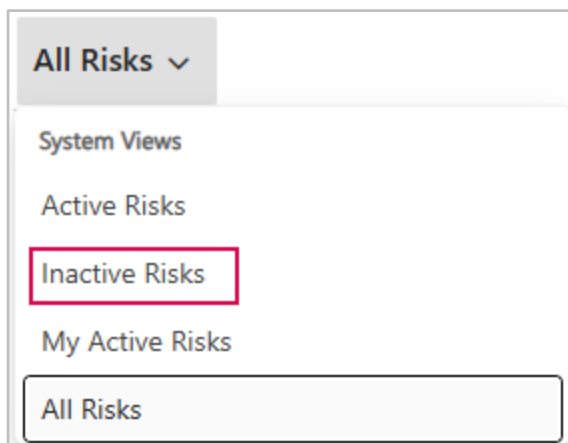 All Risks
System Views
Active Risks
Inactive Risks
My Active Risks
All Risks